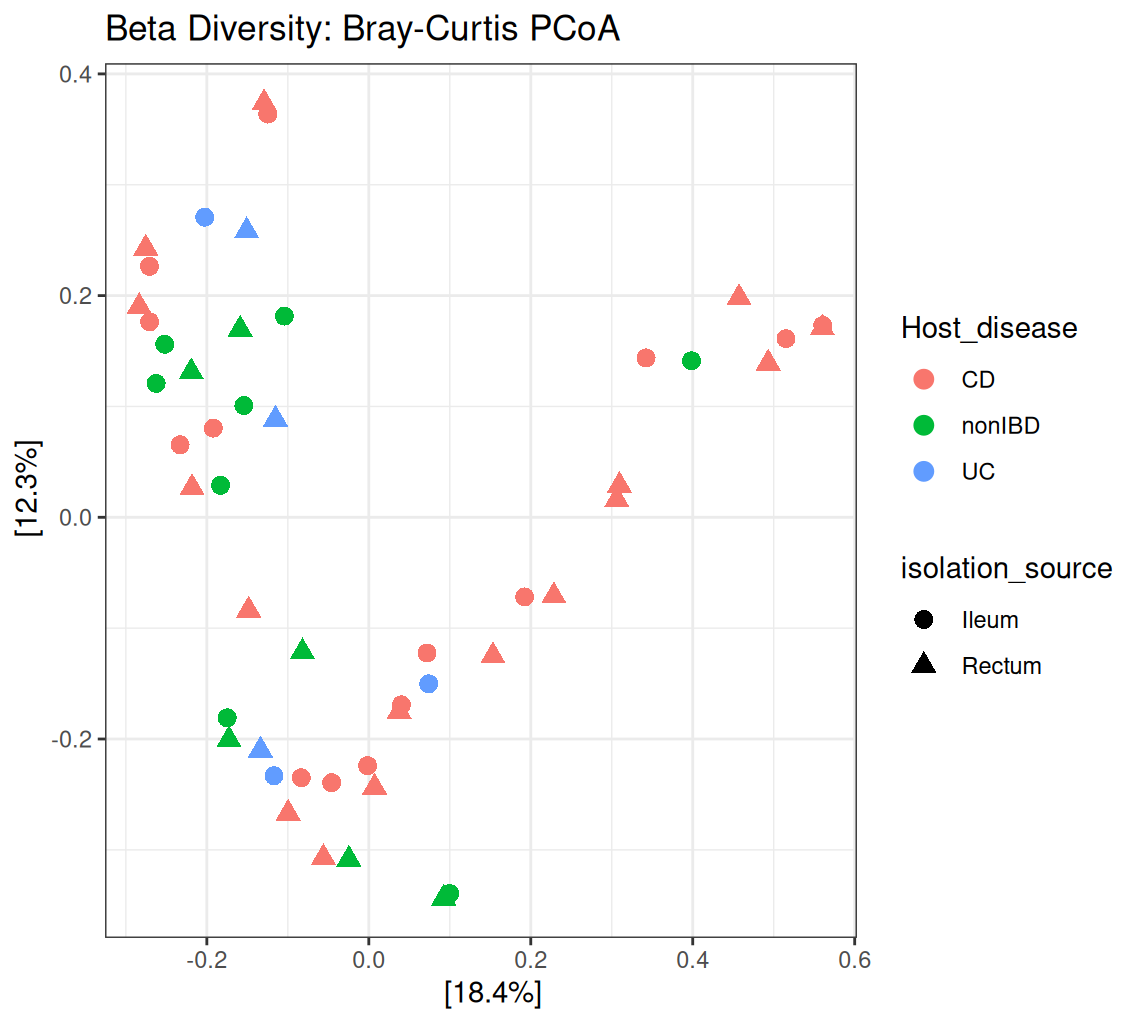 Beta Diversity: Bray-Curtis PCoA
0.4
0.2
0.0
-0.2
[12.3%]
-0.2
0.0
0.2
0.4
0.6
[18.4%]
Host_disease
CD
nonIBD
UC
isolation_source
Ileum
Rectum